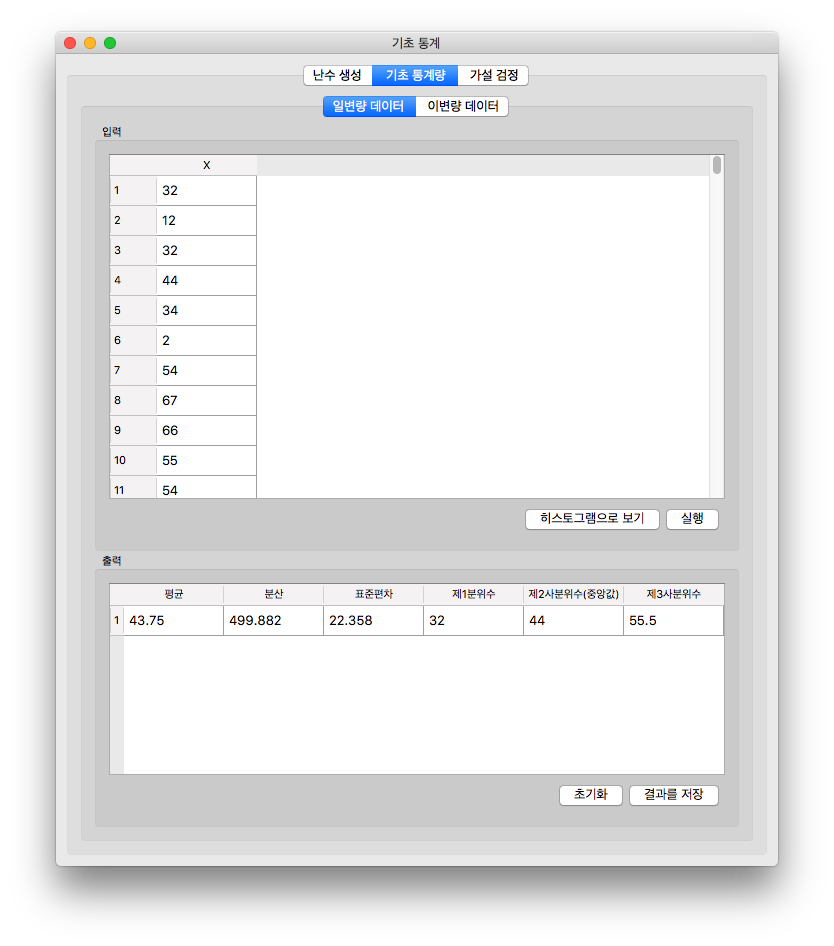 기초 통계
난수 생성 기초 통계량 가설 검정
일변량 데이터 이변량 데이터
입력
X
1 32
2 12
3 32
4 44
5 34
6 2
7 54
8 67
9 66
10 55
11 54
히스토그램으로 보기 실행
출력
평균 분산 표준편차 제1분위수 제2사분위수(중앙값) 제3사분위수
1 43.75 499.882 22.358 32 44 55.5
초기화 결과를 저장